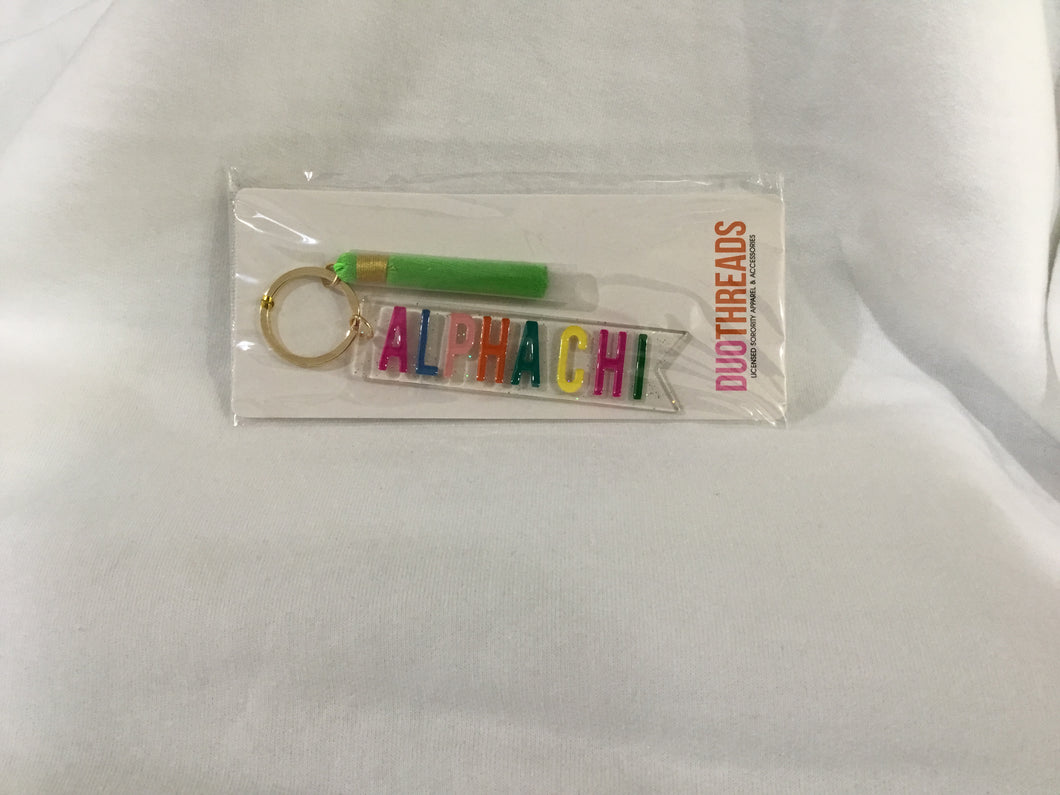 ALPHACHI
DUOTHREADS
LICENSED SORORITY APPAREL & ACCESSORIES